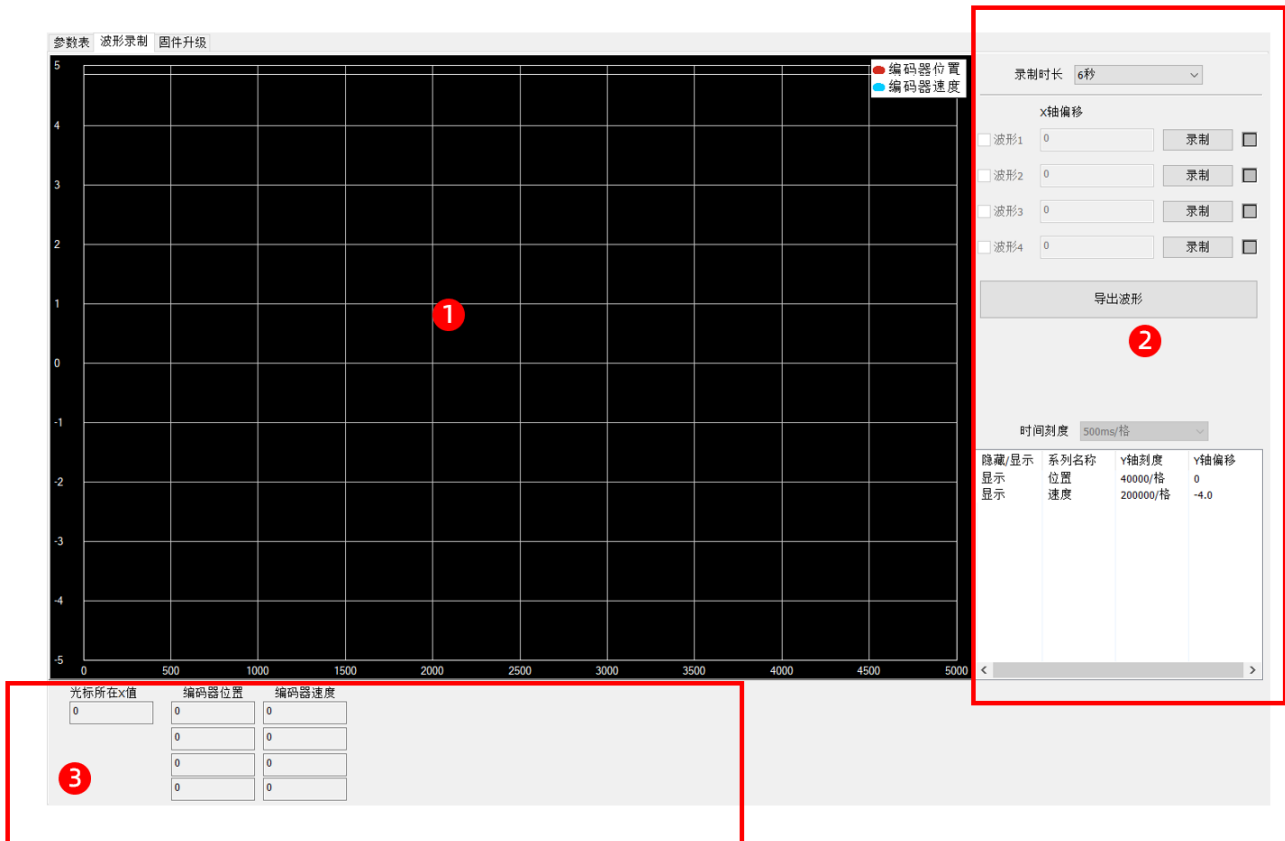 参数表 波形录制 固件升级
5
编码器位置
编码器速度
4
3
2
1
0
-1
-2
-3
-4
-5
0 500 1000 1500 2000 2500 3000 3500 4000 4500 5000
1
录制时长 6秒
X轴偏移
波形1 0 录制
波形2 0 录制
波形3 0 录制
波形4 0 录制
导出波形
2
时间刻度 500ms/格
隐藏/显示 系列名称 Y轴刻度 Y轴偏移
显示 位置 40000/格 0
显示 速度 200000/格 -4.0
光标所在X值 编码器位置 编码器速度
0 0 0
0 0
0 0
0 0
3